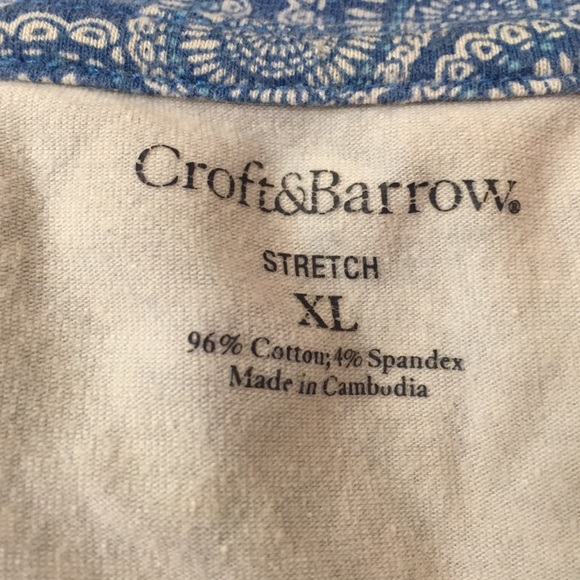 Croft&Barrow®
STRETCH
XL
96% Cotton; 4% Spandex
Made in Cambodia